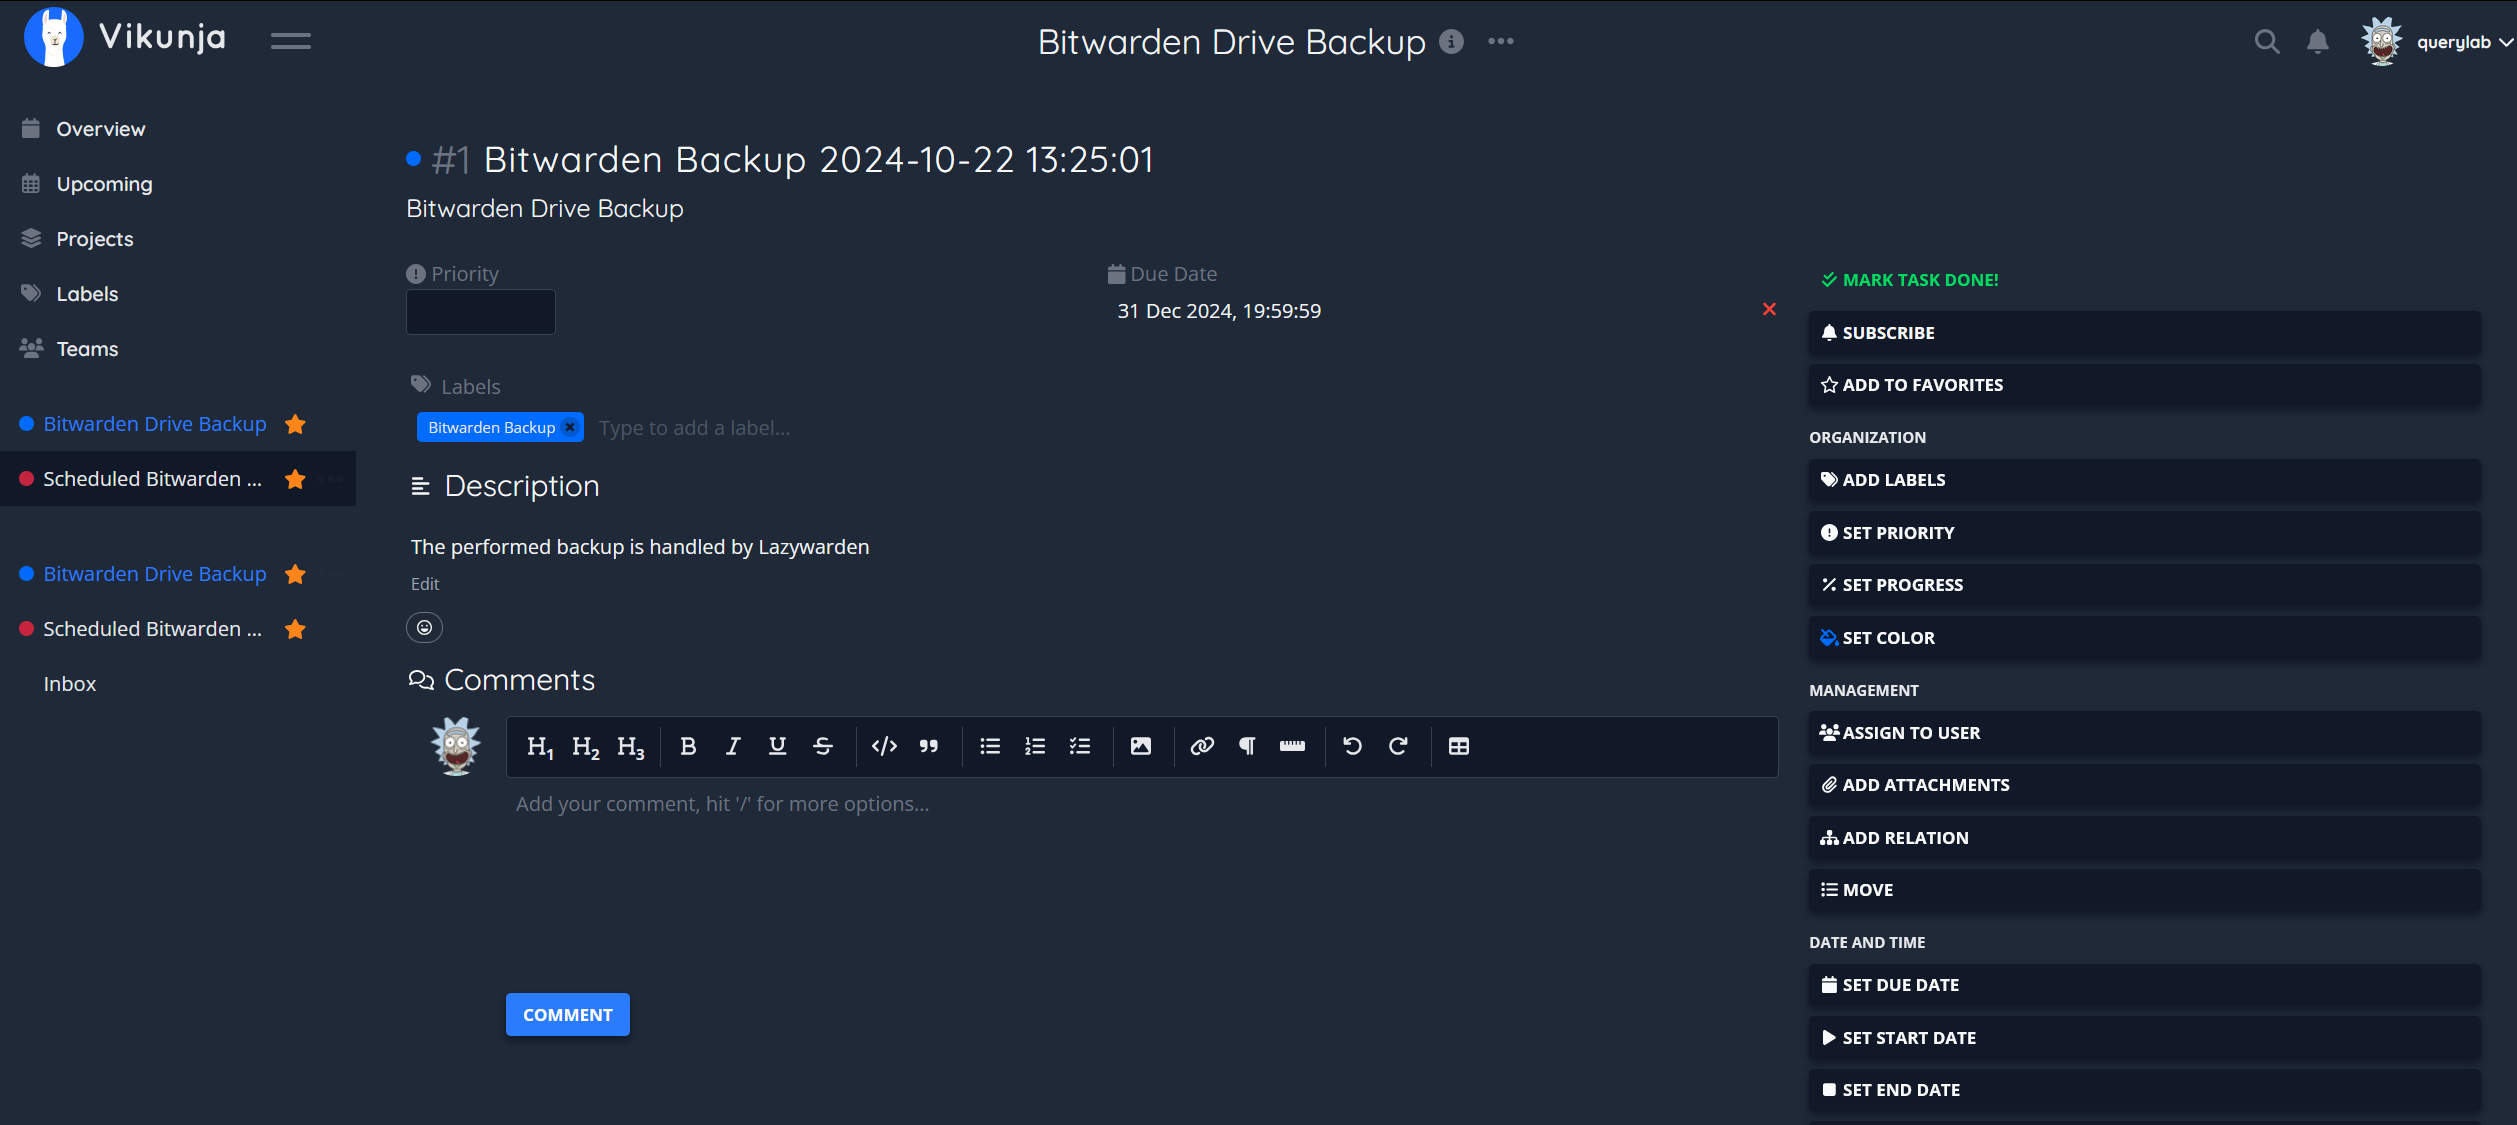 Vikunja
Bitwarden Drive Backup
querylab
Overview
Upcoming
Projects
Labels
Teams
Bitwarden Drive Backup
Scheduled Bitwarden ...
Bitwarden Drive Backup
Scheduled Bitwarden ...
Inbox
#1 Bitwarden Backup 2024-10-22 13:25:01
Bitwarden Drive Backup
Priority
Due Date
31 Dec 2024, 19:59:59
Labels
Bitwarden Backup
Type to add a label...
Description
The performed backup is handled by Lazywarden
Edit
Comments
H1 H2 H3 B I U S
Add your comment, hit '/' for more options...
COMMENT
MARK TASK DONE!
SUBSCRIBE
ADD TO FAVORITES
ORGANIZATION
ADD LABELS
SET PRIORITY
SET PROGRESS
SET COLOR
MANAGEMENT
ASSIGN TO USER
ADD ATTACHMENTS
ADD RELATION
MOVE
DATE AND TIME
SET DUE DATE
SET START DATE
SET END DATE